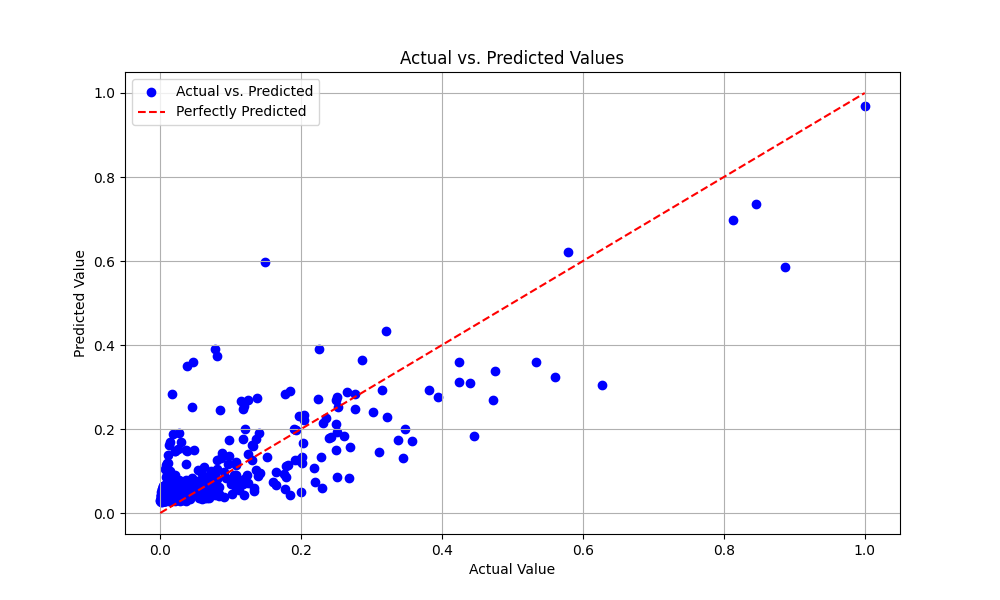 Actual vs. Predicted Values
Actual vs. Predicted
Perfectly Predicted
1.0
0.8
0.6
0.4
0.2
0.0
Predicted Value
0.0 0.2 0.4 0.6 0.8 1.0
Actual Value